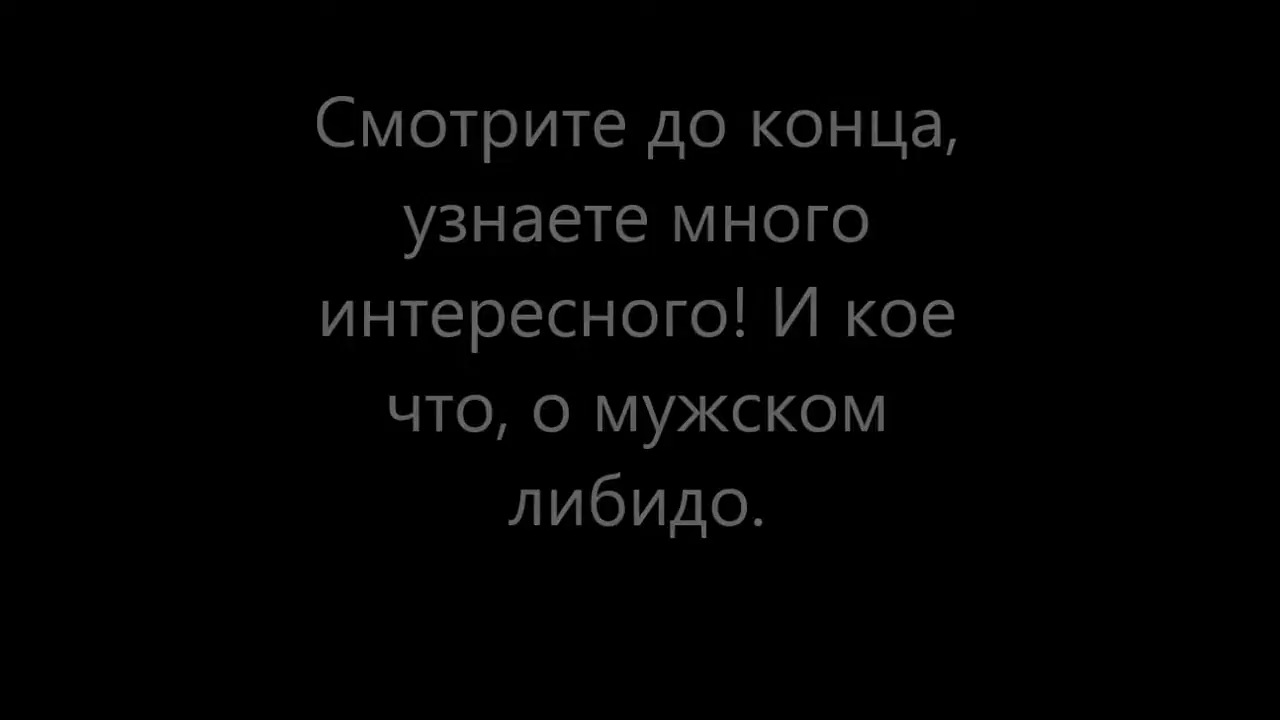 Смотрите до конца,
узнаете много
интересного! И кое
что, о мужском
либидо.